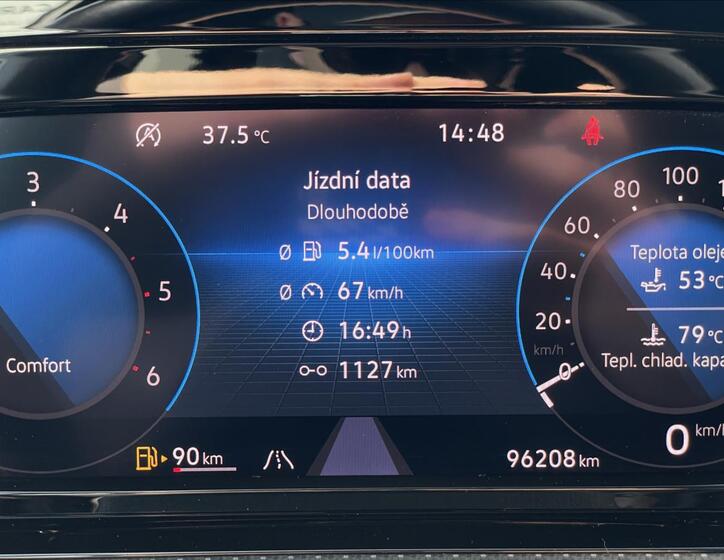 37.5 °C
14:48
Jízdní data
Dlouhodobě
Ø 5.4 l/100km
Ø 67 km/h
16:49 h
1127 km
3
4
5
6
Comfort
100
80
60
40
20
0
km/h
Teplota oleje
53 °C
79 °C
Tepl. chlad. kapa
0 km/h
90 km
96208 km